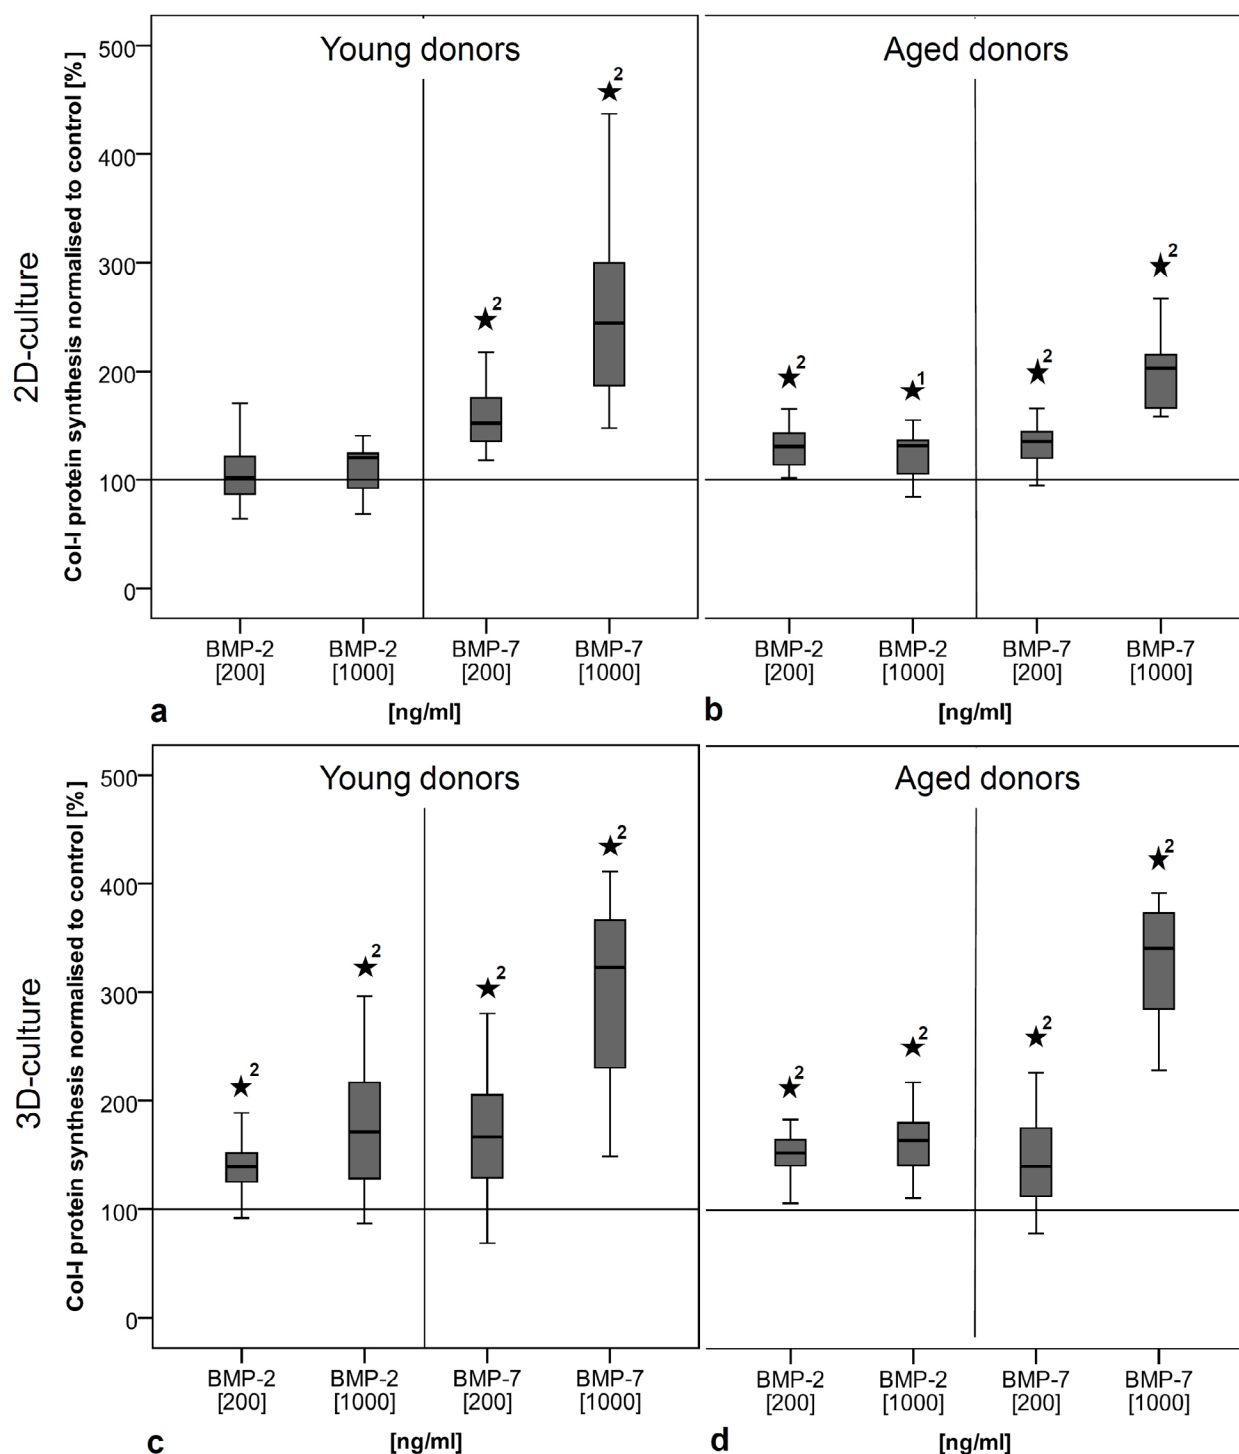 Young donors
Aged donors
2D-culture
Col-I protein synthesis normalised to control [%]
500
400
300
200
100
0
2
2
2
1
2
2
BMP-2 [200]
BMP-2 [1000]
BMP-7 [200]
BMP-7 [1000]
BMP-2 [200]
BMP-2 [1000]
BMP-7 [200]
BMP-7 [1000]
a
[ng/ml]
b
[ng/ml]
Young donors
Aged donors
3D-culture
Col-I protein synthesis normalised to control [%]
500
400
300
200
100
0
2
2
2
2
2
2
2
2
BMP-2 [200]
BMP-2 [1000]
BMP-7 [200]
BMP-7 [1000]
BMP-2 [200]
BMP-2 [1000]
BMP-7 [200]
BMP-7 [1000]
c
[ng/ml]
d
[ng/ml]